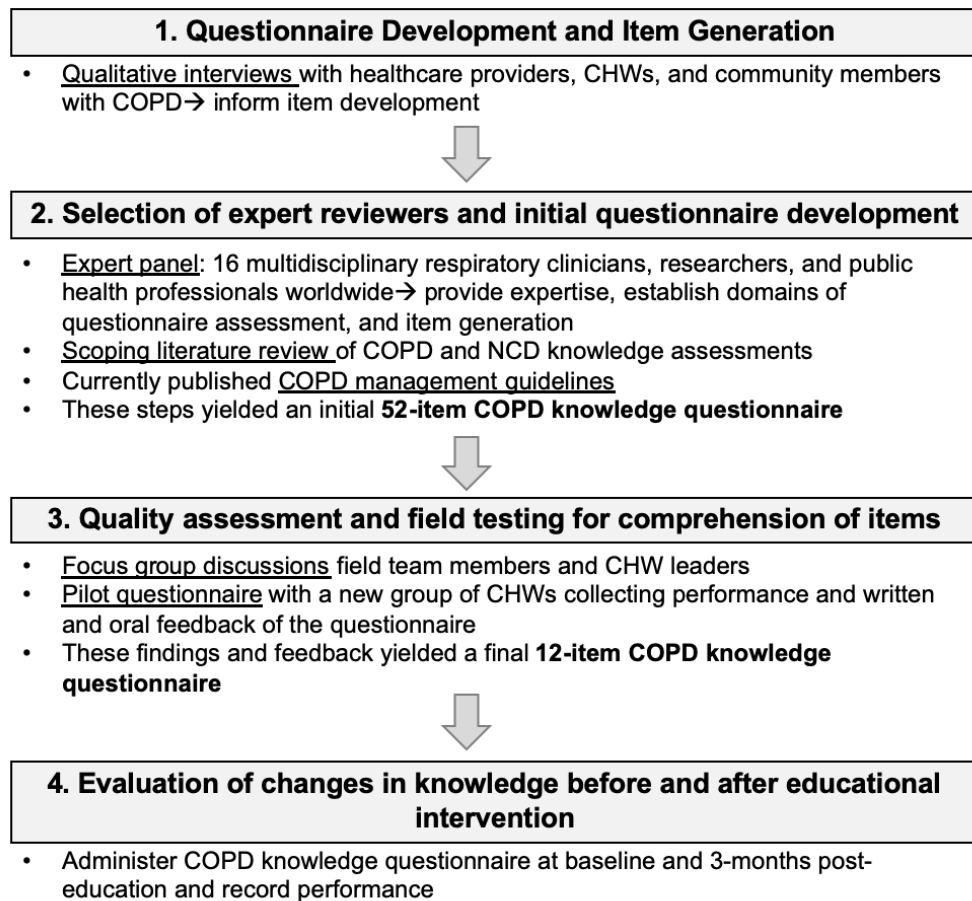 1. Questionnaire Development and Item Generation
• Qualitative interviews with healthcare providers, CHWs, and community members
with COPD→ inform item development
2. Selection of expert reviewers and initial questionnaire development
• Expert panel: 16 multidisciplinary respiratory clinicians, researchers, and public
health professionals worldwide→ provide expertise, establish domains of
questionnaire assessment, and item generation
• Scoping literature review of COPD and NCD knowledge assessments
• Currently published COPD management guidelines
• These steps yielded an initial 52-item COPD knowledge questionnaire
3. Quality assessment and field testing for comprehension of items
• Focus group discussions field team members and CHW leaders
• Pilot questionnaire with a new group of CHWs collecting performance and written
and oral feedback of the questionnaire
• These findings and feedback yielded a final 12-item COPD knowledge
questionnaire
4. Evaluation of changes in knowledge before and after educational
intervention
• Administer COPD knowledge questionnaire at baseline and 3-months post-
education and record performance